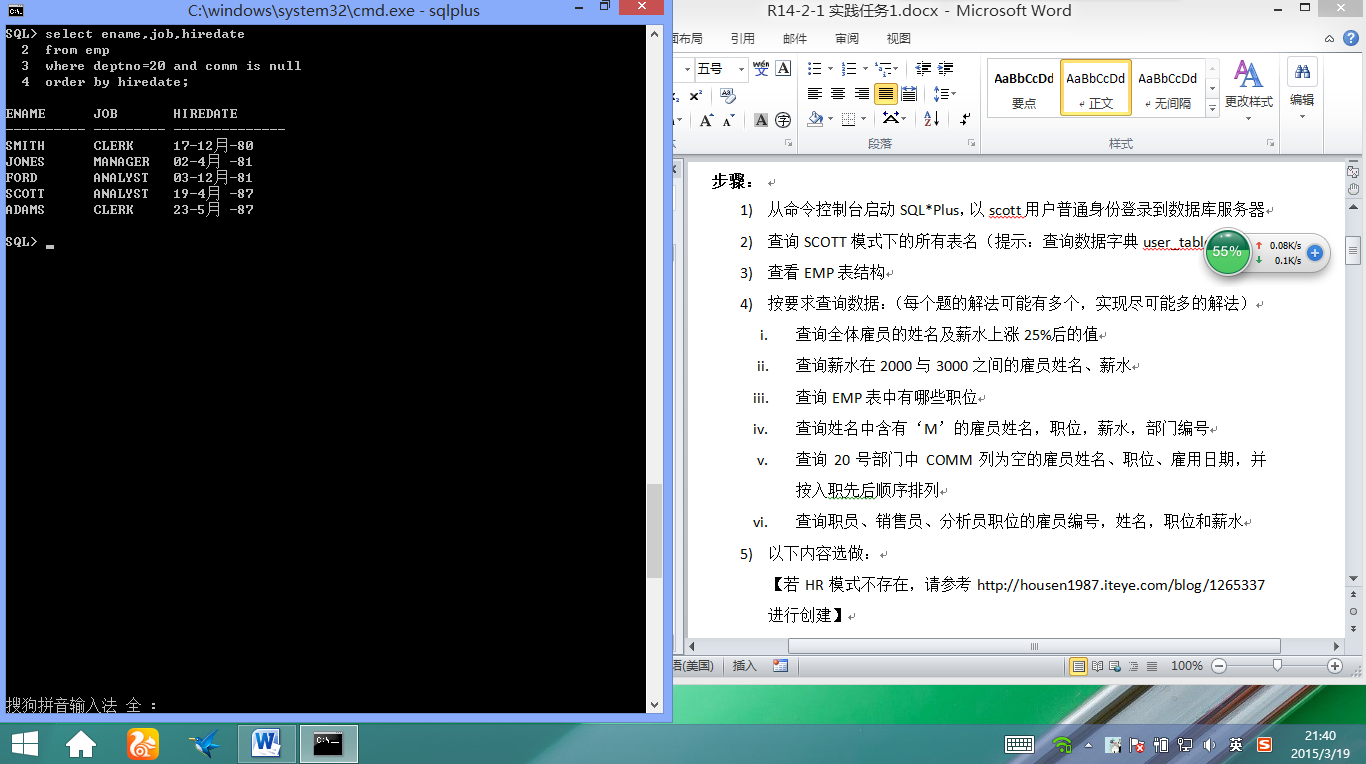 C:\windows\system32\cmd.exe - sqlplus
SQL> select ename,job,hiredate
2 from emp
3 where deptno=20 and comm is null
4 order by hiredate;
ENAME JOB HIREDATE
---------- --------- --------------
SMITH CLERK 17-12月-80
JONES MANAGER 02-4月 -81
FORD ANALYST 03-12月-81
SCOTT ANALYST 19-4月 -87
ADAMS CLERK 23-5月 -87
SQL>
搜狗拼音输入法 全 :
R14-2-1 实践任务1.docx - Microsoft Word
面布局 引用 邮件 审阅 视图
五号 wén 文 A
AaBbCcDd AaBbCcDd AaBbCcDd
要点 正文 无间隔 更改样式 编辑
段落 样式
步骤：
1) 从命令控制台启动 SQL*Plus，以 scott 用户普通身份登录到数据库服务器
2) 查询 SCOTT 模式下的所有表名（提示：查询数据字典 user_tabl
55% 0.08K/s
0.1K/s
3) 查看 EMP 表结构
4) 按要求查询数据：（每个题的解法可能有多个，实现尽可能多的解法）
i. 查询全体雇员的姓名及薪水上涨 25%后的值
ii. 查询薪水在 2000 与 3000 之间的雇员姓名、薪水
iii. 查询 EMP 表中有哪些职位
iv. 查询姓名中含有‘M’的雇员姓名，职位，薪水，部门编号
v. 查询 20 号部门中 COMM 列为空的雇员姓名、职位、雇用日期，并
按入职先后顺序排列
vi. 查询职员、销售员、分析员职位的雇员编号，姓名，职位和薪水
5) 以下内容选做：
【若 HR 模式不存在，请参考 http://housen1987.iteye.com/blog/1265337
进行创建】
语(美国) 插入 100%
英
21:40
2015/3/19